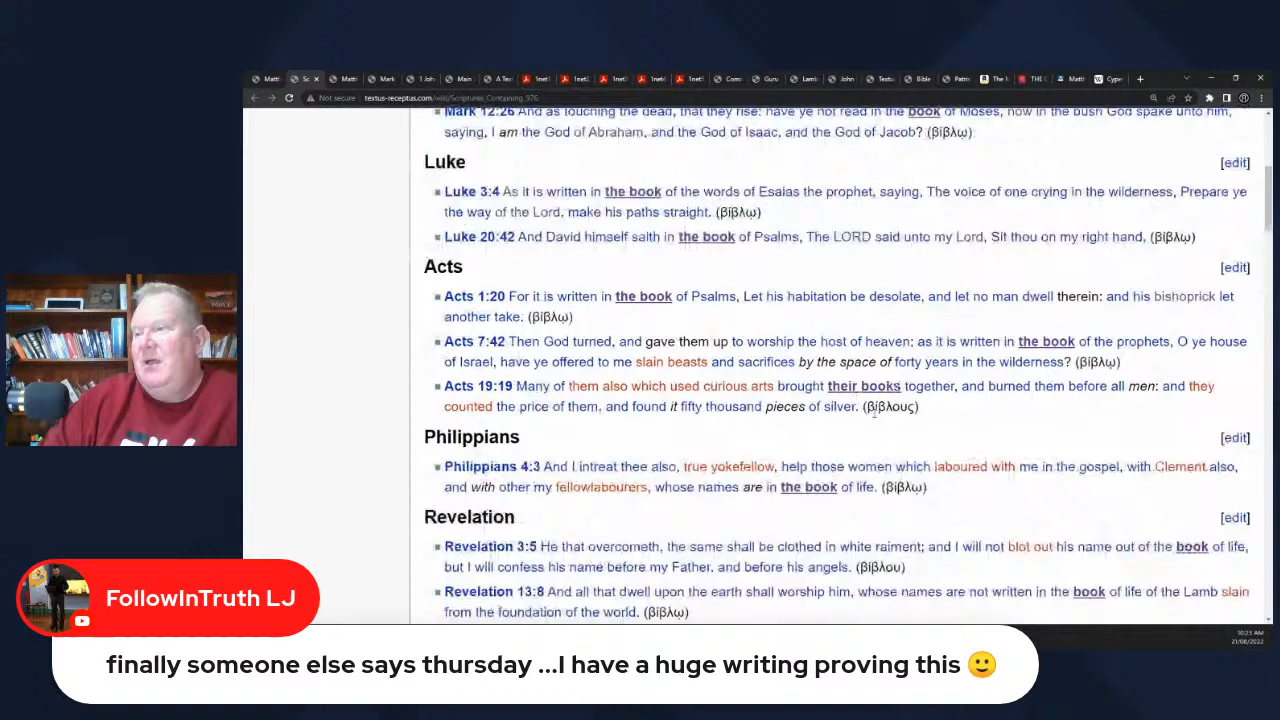 Not secure
textus-receptus.com/wiki/Scriptures_Containing_976
Mark 12:26 And as touching the dead, that they rise: have ye not read in the book of Moses, how in the bush God spake unto him,
saying, I am the God of Abraham, and the God of Isaac, and the God of Jacob? (βίβλῳ)
Luke [edit]
Luke 3:4 As it is written in the book of the words of Esaias the prophet, saying, The voice of one crying in the wilderness, Prepare ye
the way of the Lord, make his paths straight. (βίβλῳ)
Luke 20:42 And David himself saith in the book of Psalms, The LORD said unto my Lord, Sit thou on my right hand, (βίβλῳ)
Acts [edit]
Acts 1:20 For it is written in the book of Psalms, Let his habitation be desolate, and let no man dwell therein: and his bishoprick let
another take. (βίβλῳ)
Acts 7:42 Then God turned, and gave them up to worship the host of heaven; as it is written in the book of the prophets, O ye house
of Israel, have ye offered to me slain beasts and sacrifices by the space of forty years in the wilderness? (βίβλῳ)
Acts 19:19 Many of them also which used curious arts brought their books together, and burned them before all men: and they
counted the price of them, and found it fifty thousand pieces of silver. (βίβλους)
Philippians [edit]
Philippians 4:3 And I intreat thee also, true yokefellow, help those women which laboured with me in the gospel, with Clement also,
and with other my fellowlabourers, whose names are in the book of life. (βίβλῳ)
Revelation [edit]
Revelation 3:5 He that overcometh, the same shall be clothed in white raiment; and I will not blot out his name out of the book of life,
but I will confess his name before my Father, and before his angels. (βίβλου)
Revelation 13:8 And all that dwell upon the earth shall worship him, whose names are not written in the book of life of the Lamb slain
from the foundation of the world. (βίβλῳ)
10:23 AM
21/08/2022
FollowInTruth LJ
finally someone else says thursday ...I have a huge writing proving this 🙂